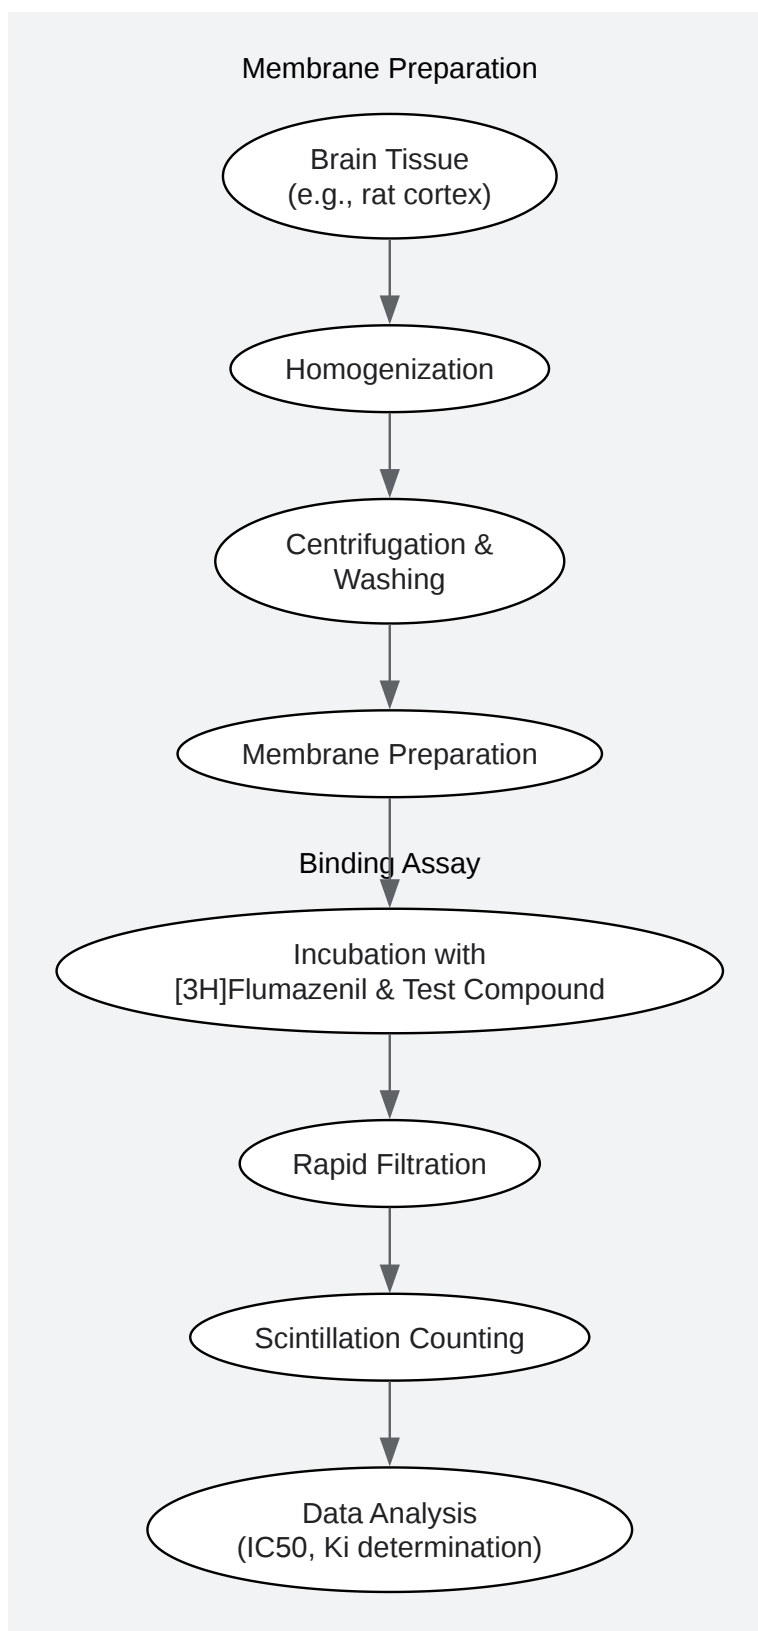 Membrane Preparation
Brain Tissue
(e.g., rat cortex)
Homogenization
Centrifugation &
Washing
Membrane Preparation
Binding Assay
Incubation with
[3H]Flumazenil & Test Compound
Rapid Filtration
Scintillation Counting
Data Analysis
(IC50, Ki determination)